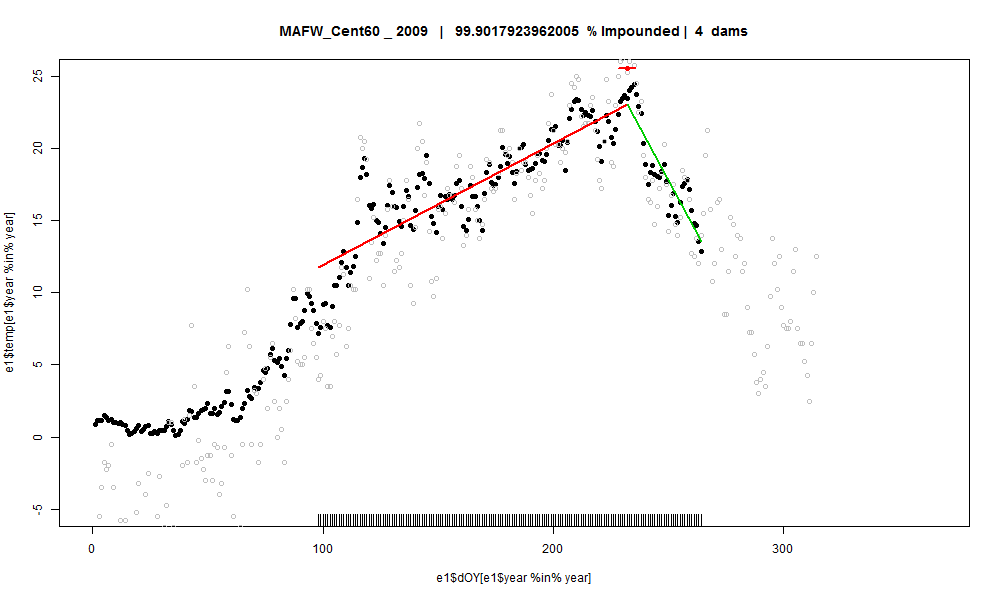 MAFW_Cent60 _ 2009 | 99.9017923962005 % Impounded | 4 dams
e1$temp[e1$year %in% year]
25
20
15
10
5
0
-5
0 100 200 300
e1$dOY[e1$year %in% year]